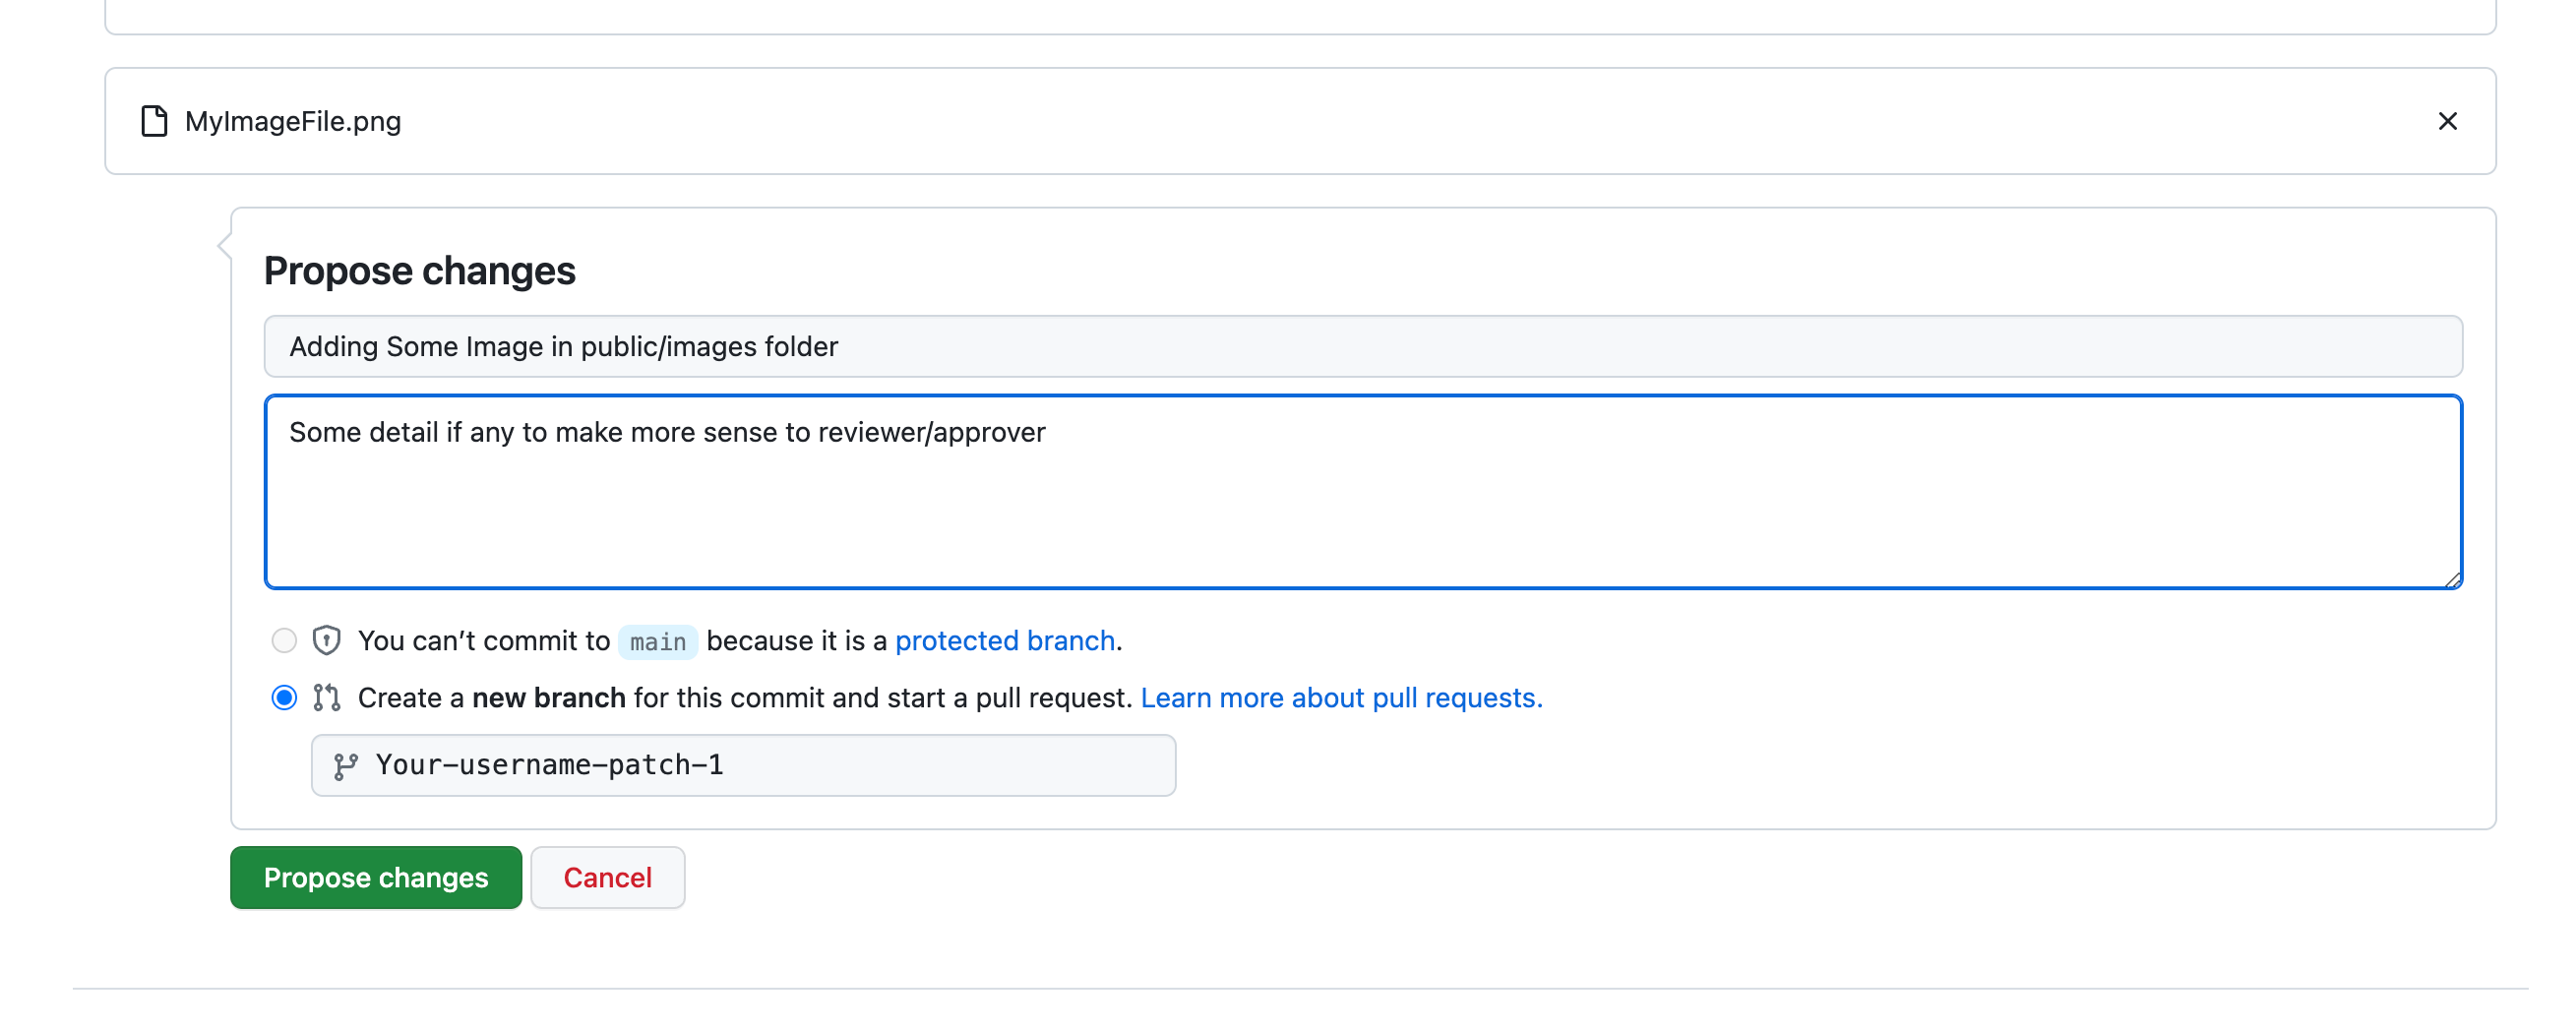 MyImageFile.png
Propose changes
Adding Some Image in public/images folder
Some detail if any to make more sense to reviewer/approver
You can’t commit to main because it is a protected branch.
Create a new branch for this commit and start a pull request. Learn more about pull requests.
Your-username-patch-1
Propose changes Cancel